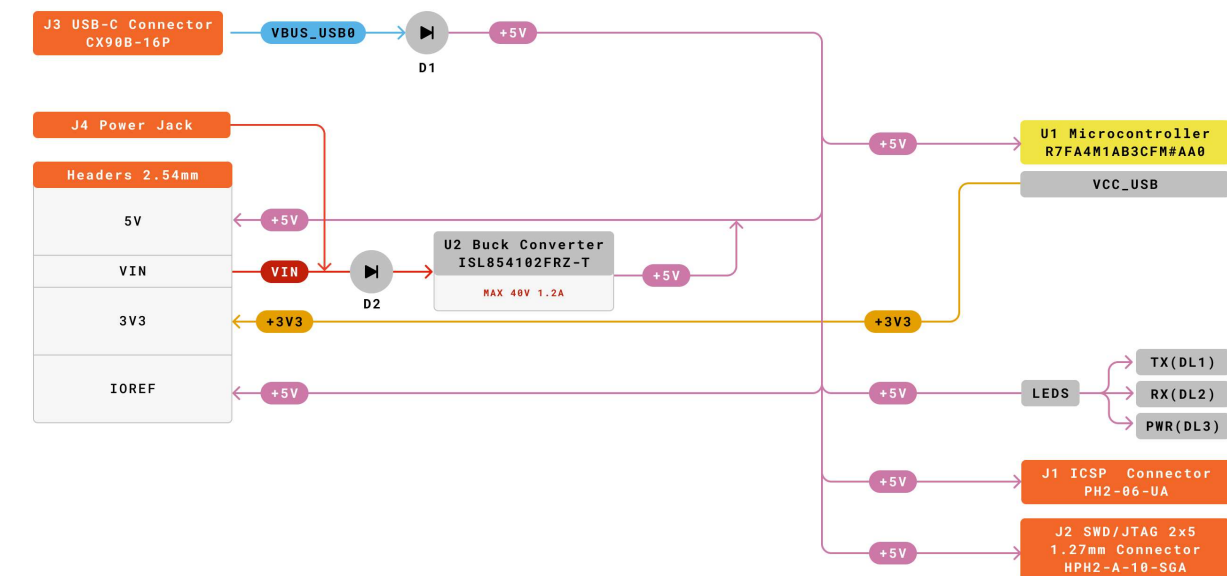 J3 USB-C Connector
CX90B-16P
VBUS_USB0
+5V
D1
J4 Power Jack
+5V
U1 Microcontroller
R7FA4M1AB3CFM#AA0
Headers 2.54mm
VCC_USB
5V
+5V
U2 Buck Converter
ISL854102FRZ-T
VIN
VIN
+5V
MAX 40V 1.2A
D2
3V3
+3V3
+3V3
TX(DL1)
IOREF
+5V
+5V
LEDS
RX(DL2)
PWR(DL3)
+5V
J1 ICSP Connector
PH2-06-UA
+5V
J2 SWD/JTAG 2x5
1.27mm Connector
HPH2-A-10-SGA